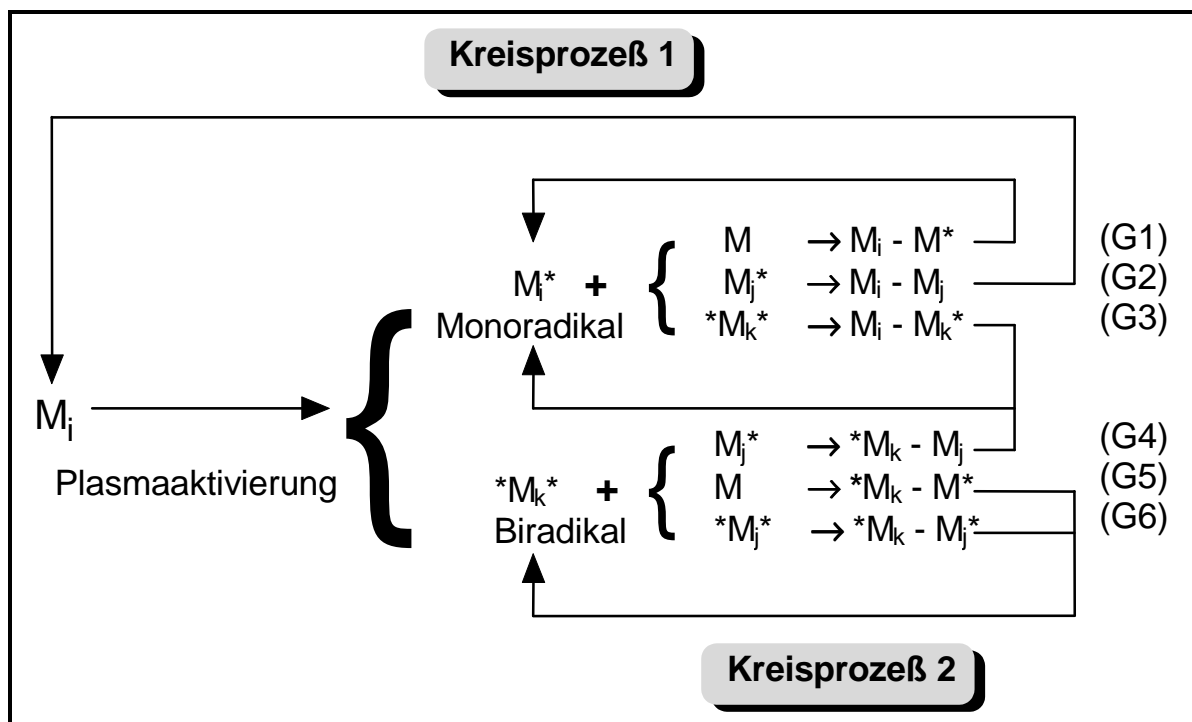 Kreisprozeß 1
M → Mᵢ - M* (G1)
Mᵢ* + { Mⱼ* → Mᵢ - Mⱼ (G2)
Monoradikal *Mₖ* → Mᵢ - Mₖ* (G3)
Mᵢ
Plasmaaktivierung
Mⱼ* → *Mₖ - Mⱼ (G4)
*Mₖ* + { M → *Mₖ - M* (G5)
Biradikal *Mⱼ* → *Mₖ - Mⱼ* (G6)
Kreisprozeß 2